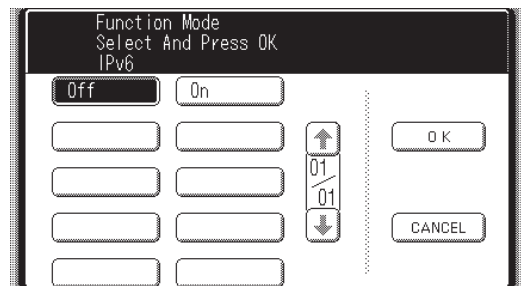 Function Mode
Select And Press OK
IPv6
Off On
OK
01
01
CANCEL